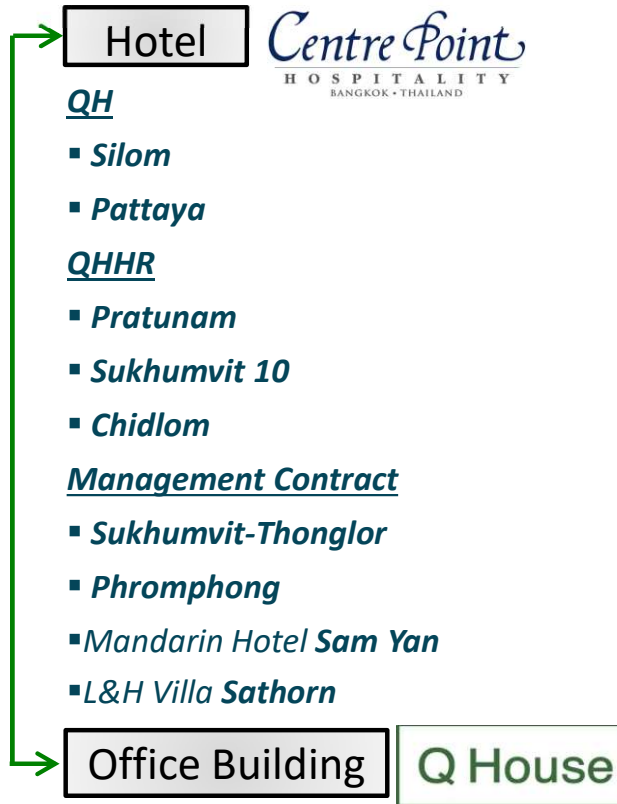 Hotel
Centre Point
HOSPITALITY
BANGKOK • THAILAND
QH
▪ Silom
▪ Pattaya
QHHR
▪ Pratunam
▪ Sukhumvit 10
▪ Chidlom
Management Contract
▪ Sukhumvit-Thonglor
▪ Phromphong
▪Mandarin Hotel Sam Yan
▪L&H Villa Sathorn
Office Building
Q House